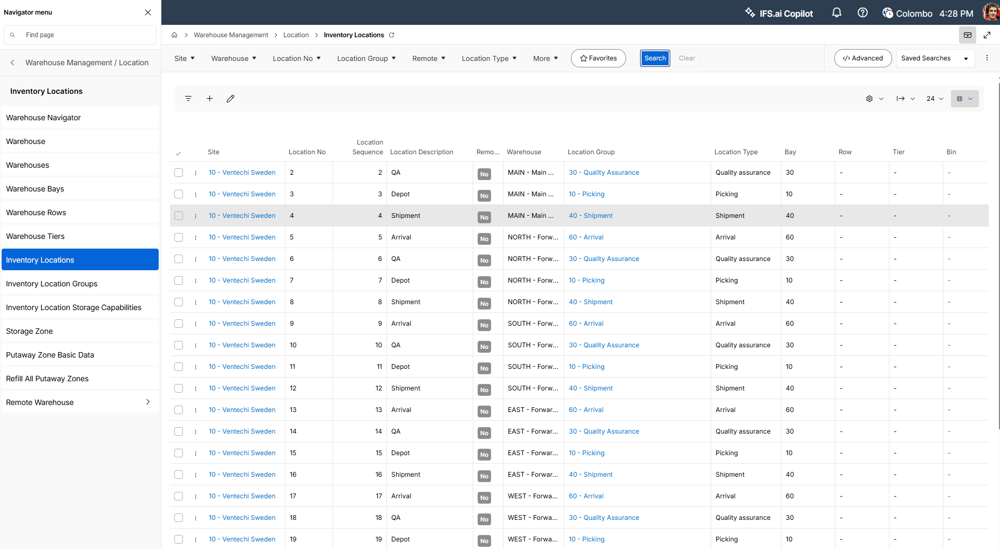 Navigator menu
Find page
Warehouse Management / Location
Inventory Locations
Warehouse Navigator
Warehouse
Warehouses
Warehouse Bays
Warehouse Rows
Warehouse Tiers
Inventory Locations
Inventory Location Groups
Inventory Location Storage Capabilities
Storage Zone
Putaway Zone Basic Data
Refill All Putaway Zones
Remote Warehouse
IFS.ai Copilot Colombo 4:28 PM
Warehouse Management Location Inventory Locations
Site Warehouse Location No Location Group Remote Location Type More Favorites Search Clear </> Advanced Saved Searches
24
Site Location No Location Sequence Location Description Remo... Warehouse Location Group Location Type Bay Row Tier Bin
10 - Ventechi Sweden 2 2 QA No MAIN - Main ... 30 - Quality Assurance Quality assurance 30 - - -
10 - Ventechi Sweden 3 3 Depot No MAIN - Main ... 10 - Picking Picking 10 - - -
10 - Ventechi Sweden 4 4 Shipment No MAIN - Main ... 40 - Shipment Shipment 40 - - -
10 - Ventechi Sweden 5 5 Arrival No NORTH - Forw... 60 - Arrival Arrival 60 - - -
10 - Ventechi Sweden 6 6 QA No NORTH - Forw... 30 - Quality Assurance Quality assurance 30 - - -
10 - Ventechi Sweden 7 7 Depot No NORTH - Forw... 10 - Picking Picking 10 - - -
10 - Ventechi Sweden 8 8 Shipment No NORTH - Forw... 40 - Shipment Shipment 40 - - -
10 - Ventechi Sweden 9 9 Arrival No SOUTH - Forw... 60 - Arrival Arrival 60 - - -
10 - Ventechi Sweden 10 10 QA No SOUTH - Forw... 30 - Quality Assurance Quality assurance 30 - - -
10 - Ventechi Sweden 11 11 Depot No SOUTH - Forw... 10 - Picking Picking 10 - - -
10 - Ventechi Sweden 12 12 Shipment No SOUTH - Forw... 40 - Shipment Shipment 40 - - -
10 - Ventechi Sweden 13 13 Arrival No EAST - Forwar... 60 - Arrival Arrival 60 - - -
10 - Ventechi Sweden 14 14 QA No EAST - Forwar... 30 - Quality Assurance Quality assurance 30 - - -
10 - Ventechi Sweden 15 15 Depot No EAST - Forwar... 10 - Picking Picking 10 - - -
10 - Ventechi Sweden 16 16 Shipment No EAST - Forwar... 40 - Shipment Shipment 40 - - -
10 - Ventechi Sweden 17 17 Arrival No WEST - Forwa... 60 - Arrival Arrival 60 - - -
10 - Ventechi Sweden 18 18 QA No WEST - Forwa... 30 - Quality Assurance Quality assurance 30 - - -
10 - Ventechi Sweden 19 19 Depot No WEST - Forwa... 10 - Picking Picking 10 - - -